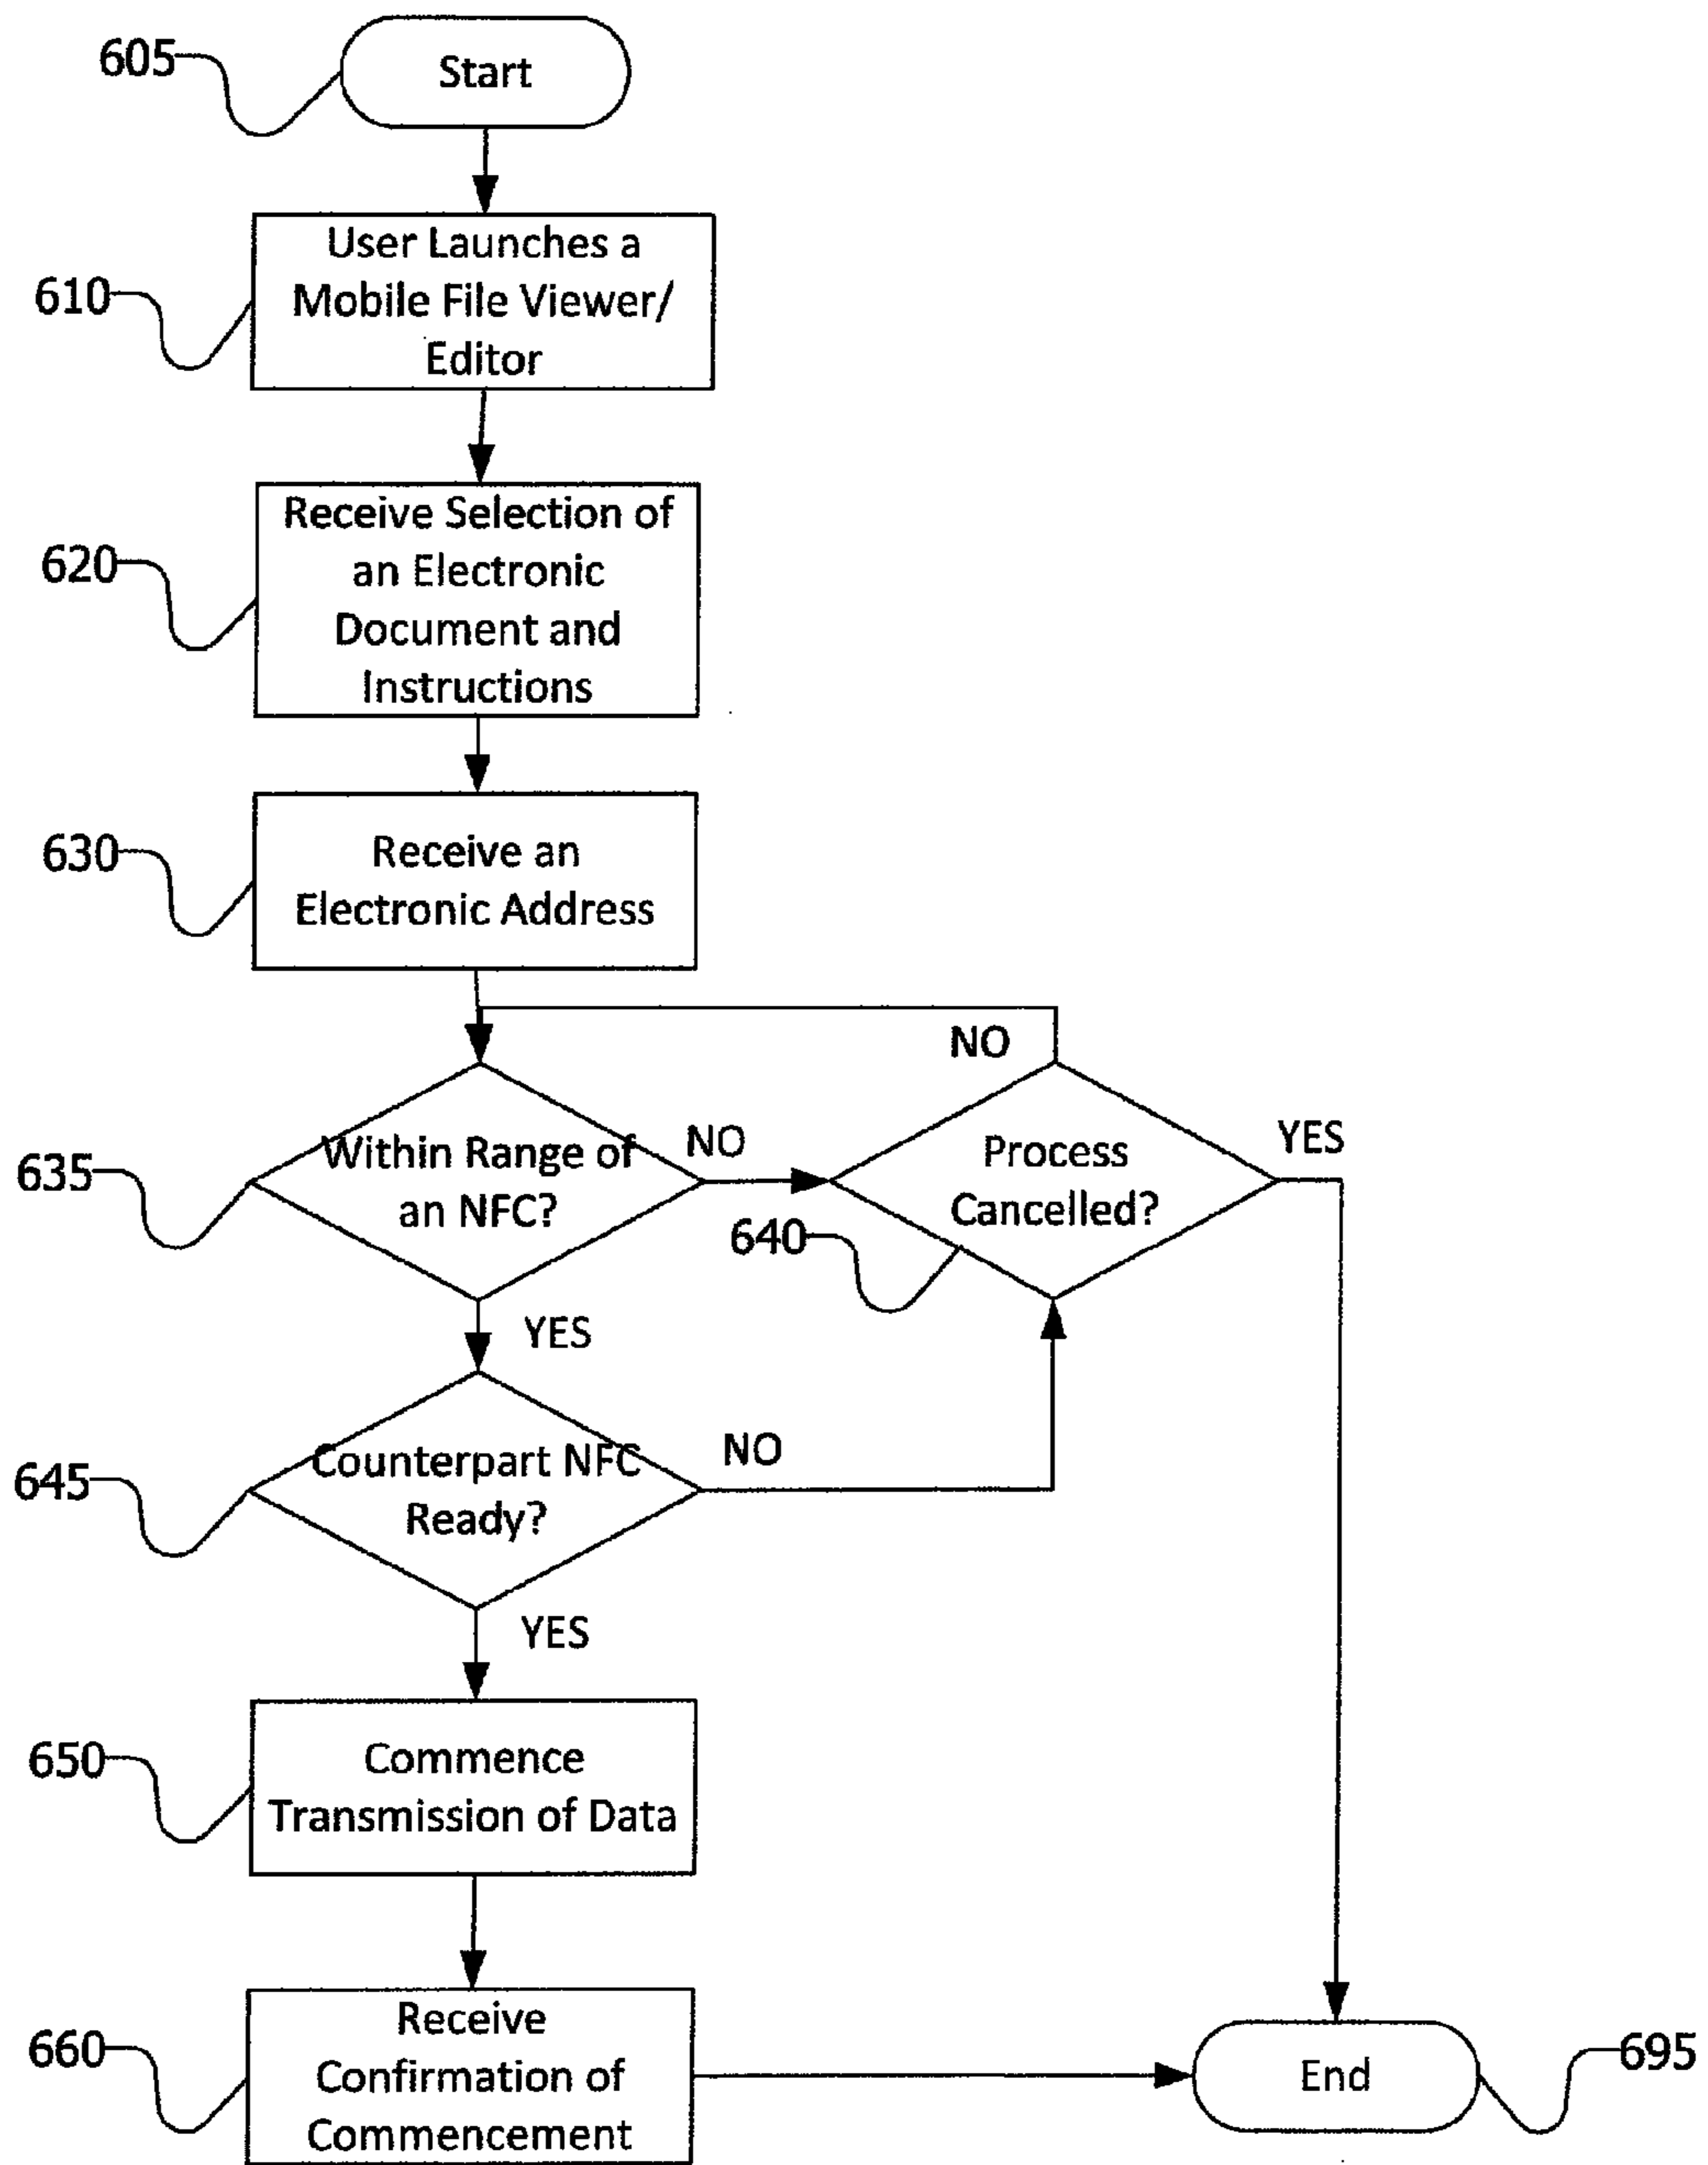 605
Start
610
User Launches a
Mobile File Viewer/
Editor
620
Receive Selection of
an Electronic
Document and
Instructions
630
Receive an
Electronic Address
NO
635
Within Range of
an NFC?
NO
640
Process
Cancelled?
YES
YES
645
Counterpart NFC
Ready?
NO
YES
650
Commence
Transmission of Data
660
Receive
Confirmation of
Commencement
End
695